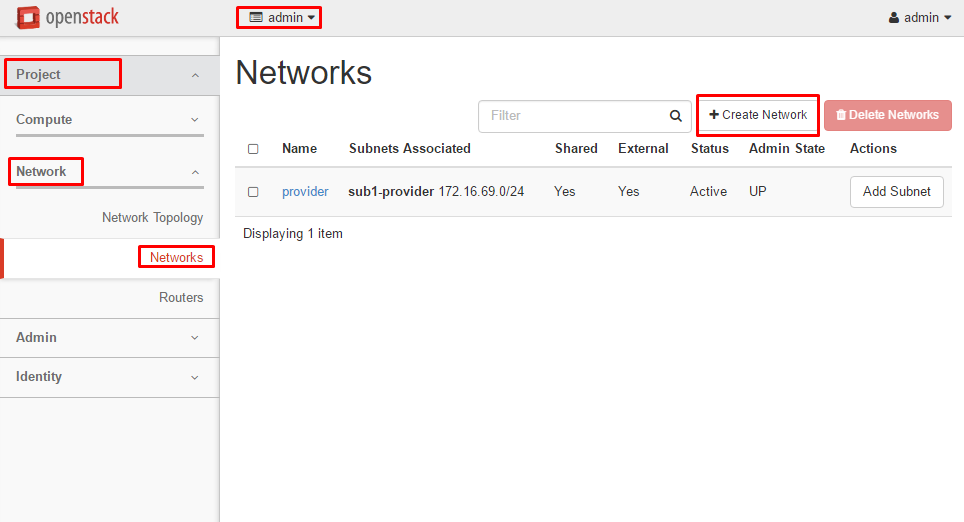 openstack
admin
admin
Project
Compute
Network
Network Topology
Networks
Routers
Admin
Identity
Networks
Filter
Create Network
Delete Networks
Name Subnets Associated Shared External Status Admin State Actions
provider sub1-provider 172.16.69.0/24 Yes Yes Active UP Add Subnet
Displaying 1 item